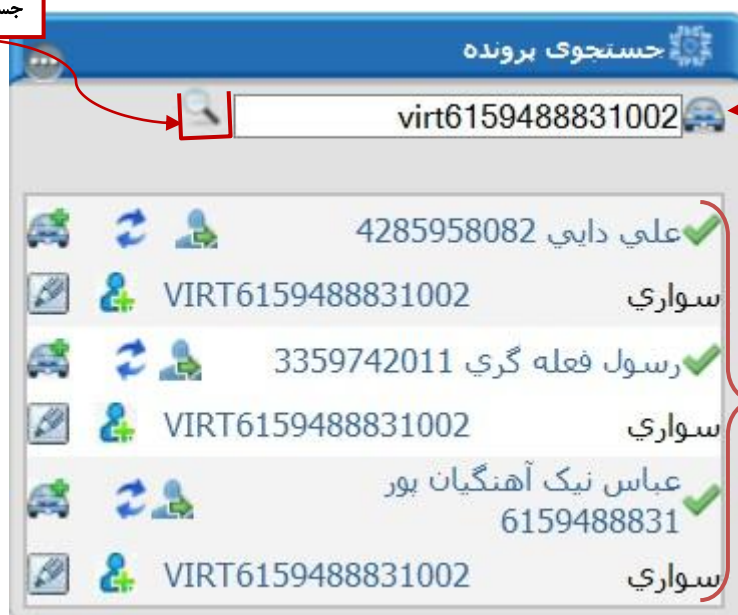 جستجوی پرونده
virt6159488831002
علي دايي 4285958082
سواري VIRT6159488831002
رسول فعله گري 3359742011
سواري VIRT6159488831002
عباس نیک آهنگیان پور
6159488831
سواري VIRT6159488831002